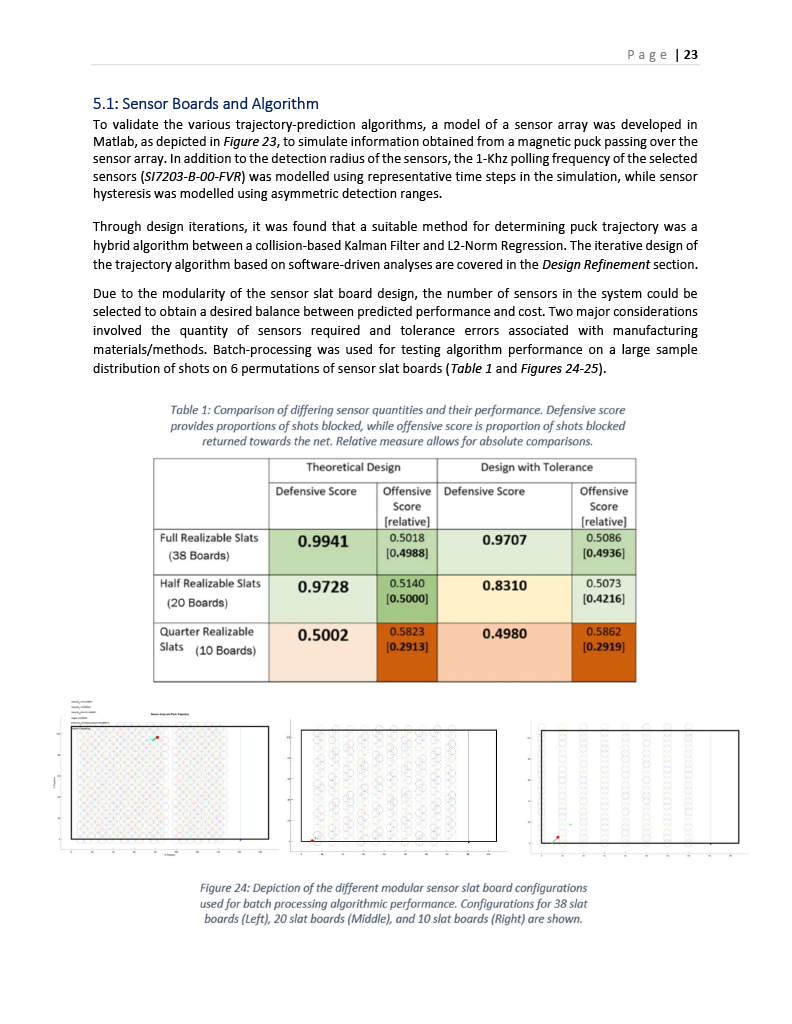 Page | 23
5.1: Sensor Boards and Algorithm
To validate the various trajectory-prediction algorithms, a model of a sensor array was developed in
Matlab, as depicted in Figure 23, to simulate information obtained from a magnetic puck passing over the
sensor array. In addition to the detection radius of the sensors, the 1-Khz polling frequency of the selected
sensors (SI7203-B-00-FVR) was modelled using representative time steps in the simulation, while sensor
hysteresis was modelled using asymmetric detection ranges.
Through design iterations, it was found that a suitable method for determining puck trajectory was a
hybrid algorithm between a collision-based Kalman Filter and L2-Norm Regression. The iterative design of
the trajectory algorithm based on software-driven analyses are covered in the Design Refinement section.
Due to the modularity of the sensor slat board design, the number of sensors in the system could be
selected to obtain a desired balance between predicted performance and cost. Two major considerations
involved the quantity of sensors required and tolerance errors associated with manufacturing
materials/methods. Batch-processing was used for testing algorithm performance on a large sample
distribution of shots on 6 permutations of sensor slat boards (Table 1 and Figures 24-25).
Table 1: Comparison of differing sensor quantities and their performance. Defensive score
provides proportions of shots blocked, while offensive score is proportion of shots blocked
returned towards the net. Relative measure allows for absolute comparisons.
Theoretical Design Design with Tolerance
Defensive Score Offensive Defensive Score Offensive
Score Score
[relative] [relative]
Full Realizable Slats 0.9941 0.5018 0.9707 0.5086
(38 Boards) [0.4988] [0.4936]
Half Realizable Slats 0.9728 0.5140 0.8310 0.5073
(20 Boards) [0.5000] [0.4216]
Quarter Realizable 0.5002 0.5823 0.4980 0.5862
Slats (10 Boards) [0.2913] [0.2919]
Sensor Array and Puck Trajectory
Figure 24: Depiction of the different modular sensor slat board configurations
used for batch processing algorithmic performance. Configurations for 38 slat
boards (Left), 20 slat boards (Middle), and 10 slat boards (Right) are shown.